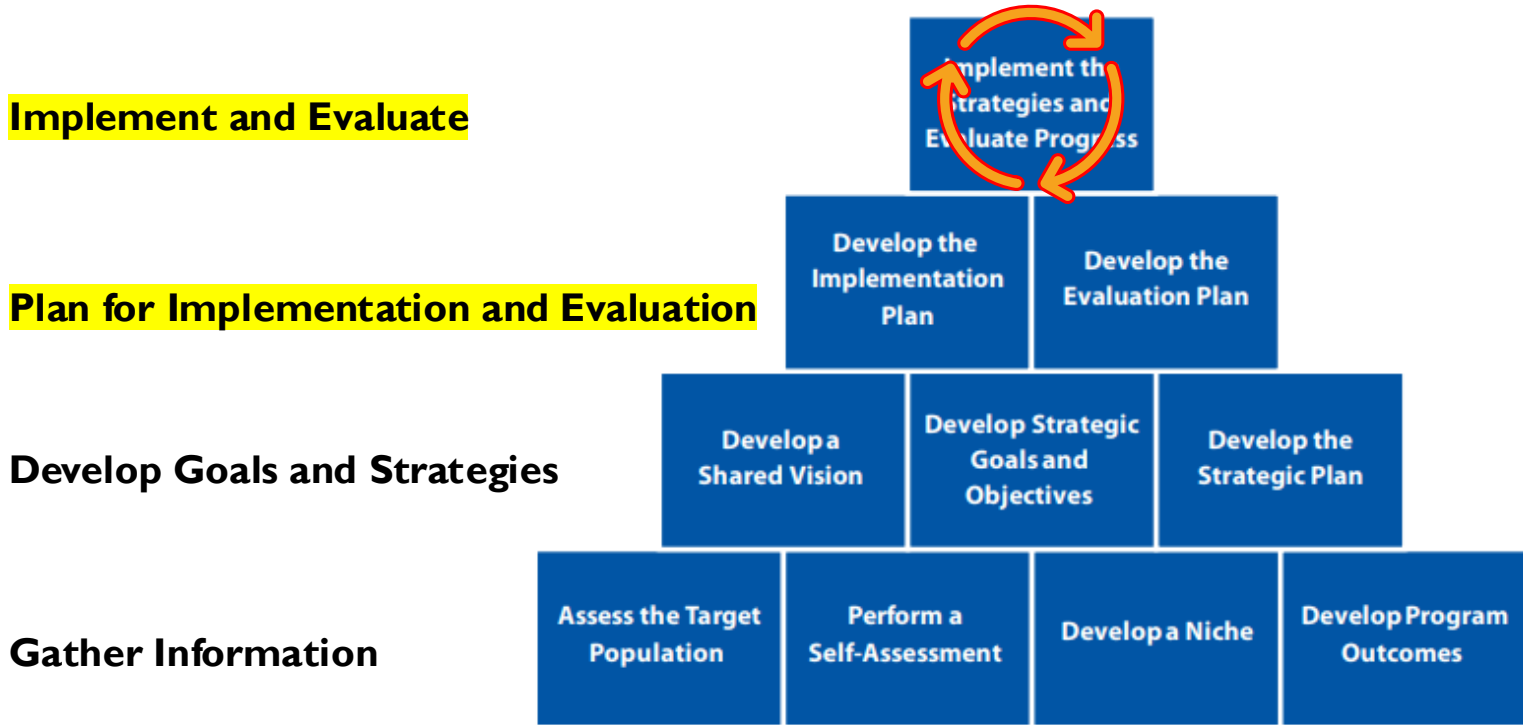 Implement the
Strategies and
Evaluate Progress
Implement and Evaluate
Develop the
Implementation
Plan
Develop the
Evaluation Plan
Plan for Implementation and Evaluation
Develop a
Shared Vision
Develop Strategic
Goals and
Objectives
Develop the
Strategic Plan
Develop Goals and Strategies
Assess the Target
Population
Perform a
Self-Assessment
Develop a Niche
Develop Program
Outcomes
Gather Information